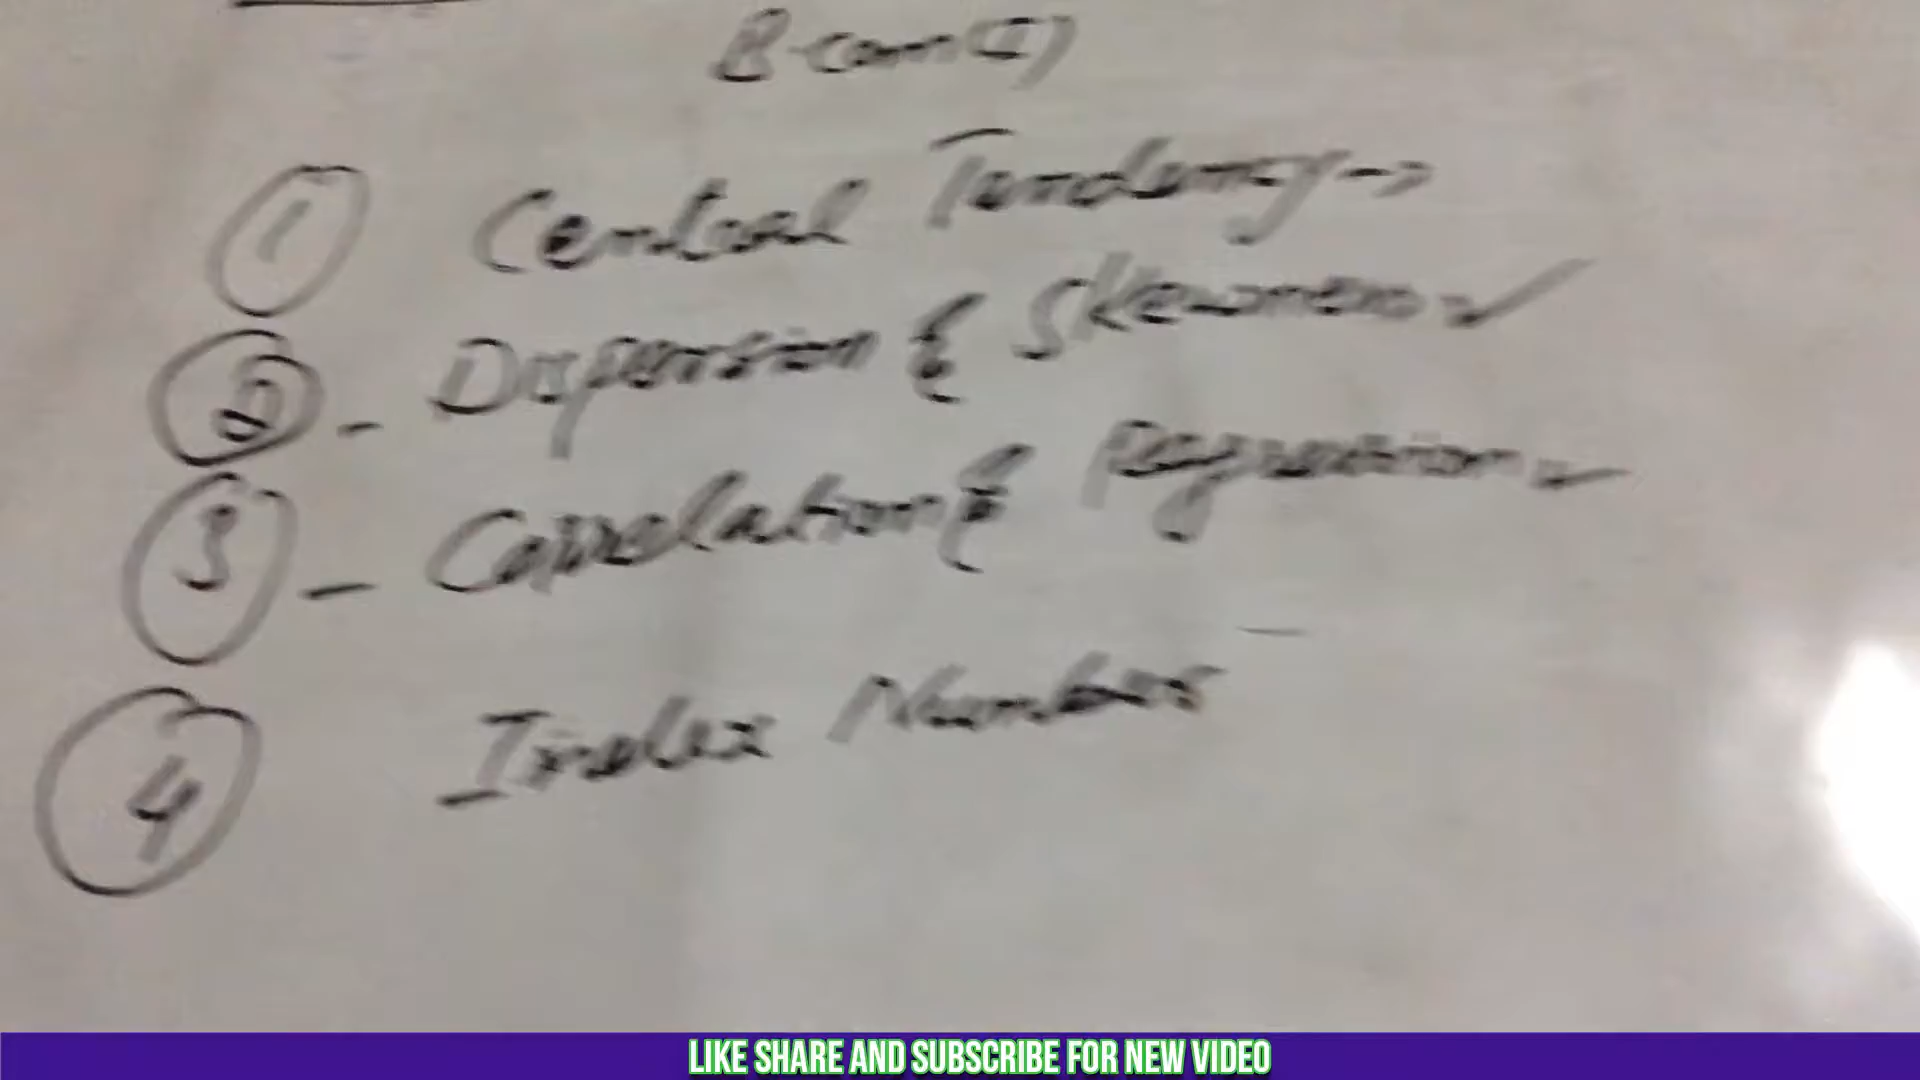 B.com(I)
1 Central Tendency →
2 - Dispersion & Skewness ✓
3 - Correlation & Regression ✓
4 Index Number
LIKE SHARE AND SUBSCRIBE FOR NEW VIDEO